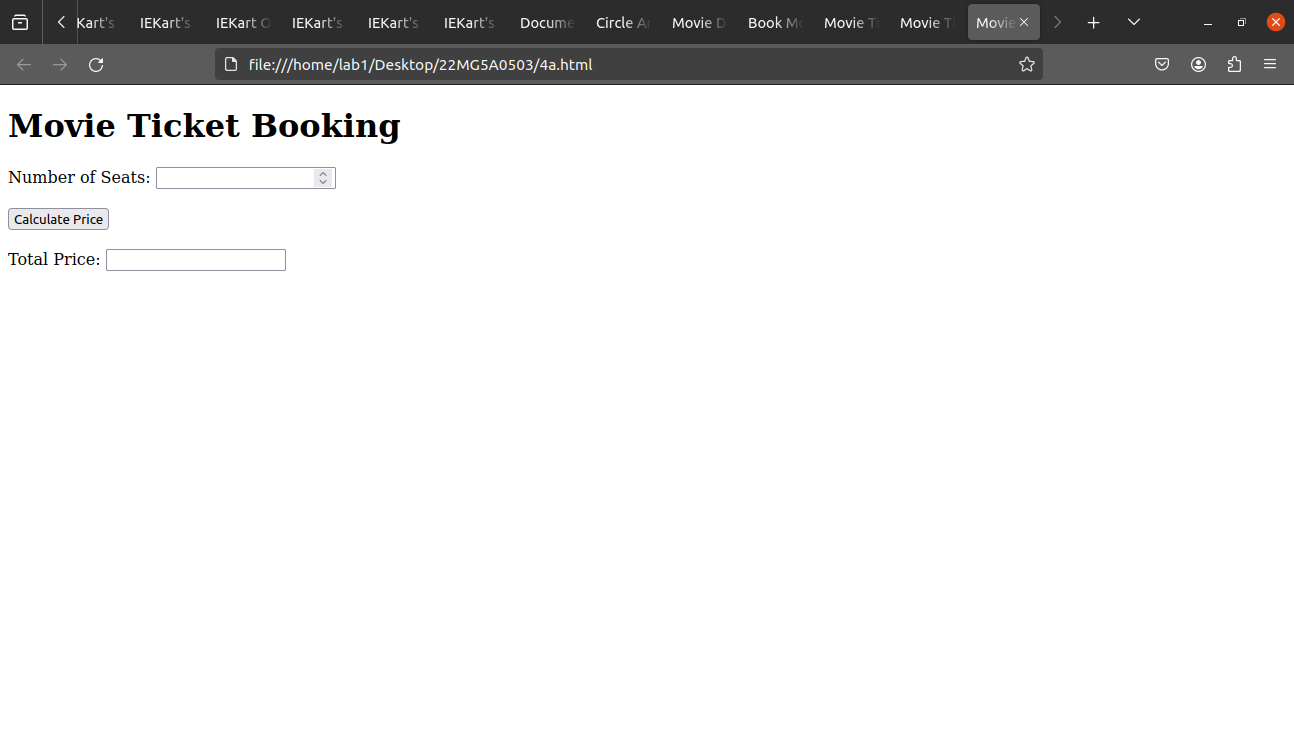 Kart's IEKart's IEKart O IEKart's IEKart's IEKart's Docume Circle Ar Movie D Book Mo Movie Ti Movie Ti Movie
file:///home/lab1/Desktop/22MG5A0503/4a.html
Movie Ticket Booking
Number of Seats:
Calculate Price
Total Price: